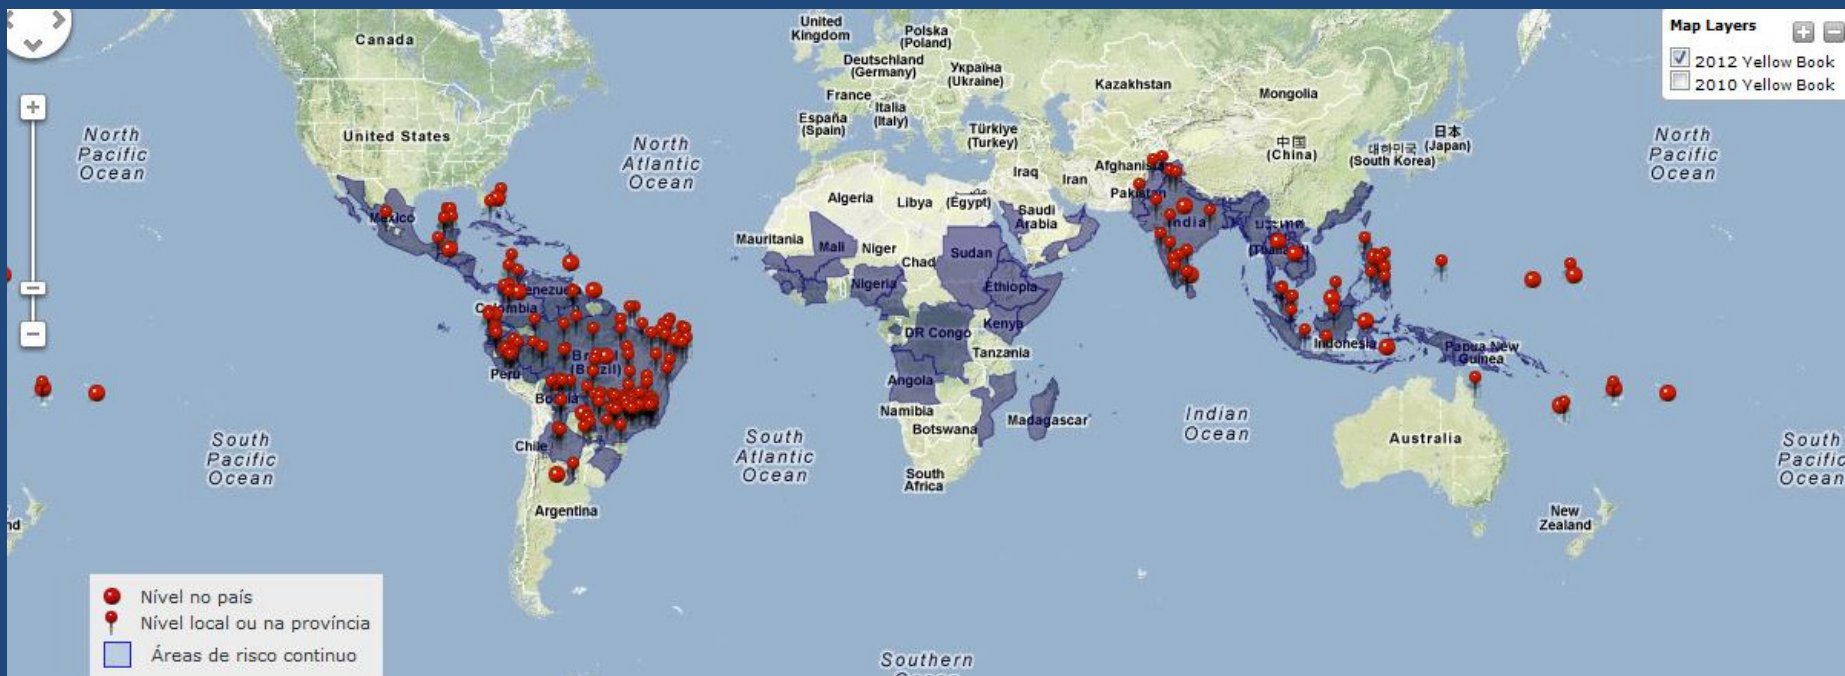 Map Layers
2012 Yellow Book
2010 Yellow Book
Canada
United
Kingdom
Polska
(Poland)
Deutschland
(Germany)
Україна
(Ukraine)
Kazakhstan
Mongolia
France
Italia
(Italy)
España
(Spain)
Türkiye
(Turkey)
中国
(China)
대한민국
(South Korea)
日本
(Japan)
North
Pacific
Ocean
United States
North
Atlantic
Ocean
North
Pacific
Ocean
Algeria
Libya
(Egypt)
Iraq
Iran
Saudi
Arabia
Mexico
Mauritania
Mali
Niger
Chad
Sudan
Nigeria
Ethiopia
India
Colombia
DR Congo
Kenya
Tanzania
Indonesia
Papua New
Guinea
Peru
(Brazil)
Angola
Namibia
Botswana
Madagascar
Indian
Ocean
Australia
Chile
South
Pacific
Ocean
South
Atlantic
Ocean
South
Africa
South
Pacific
Ocean
Argentina
New
Zealand
Nível no país
Nível local ou na província
Áreas de risco continuo
Southern